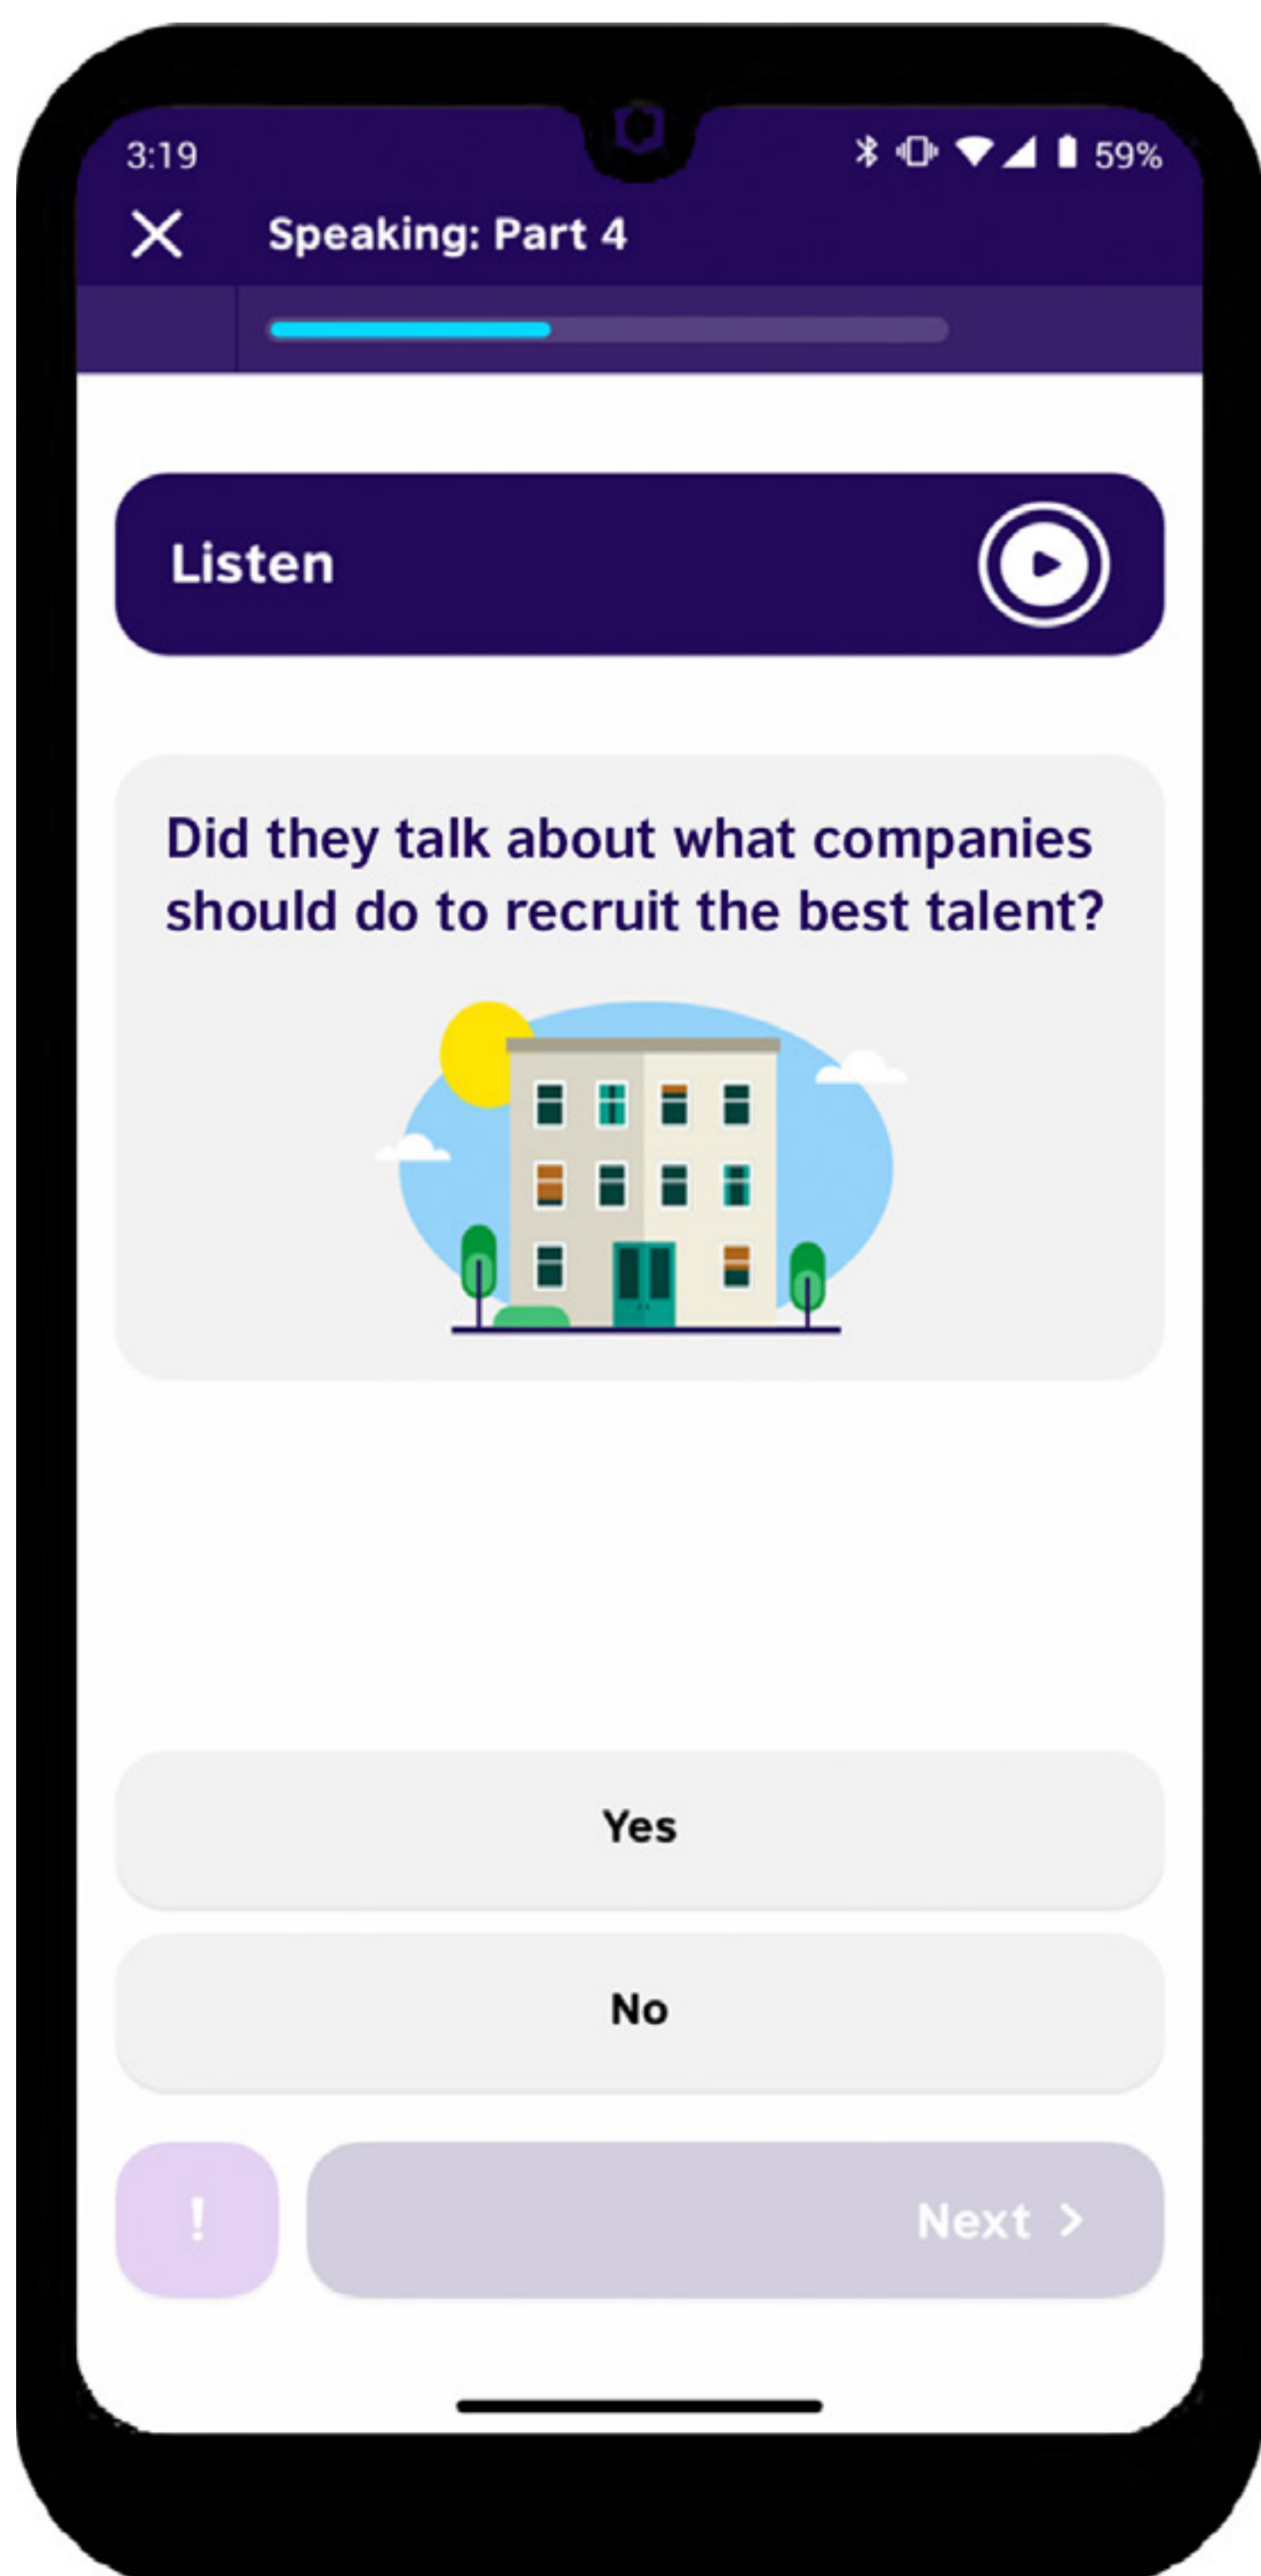 3:19
59%
Speaking: Part 4
Listen
Did they talk about what companies
should do to recruit the best talent?
Yes
No
!
Next >